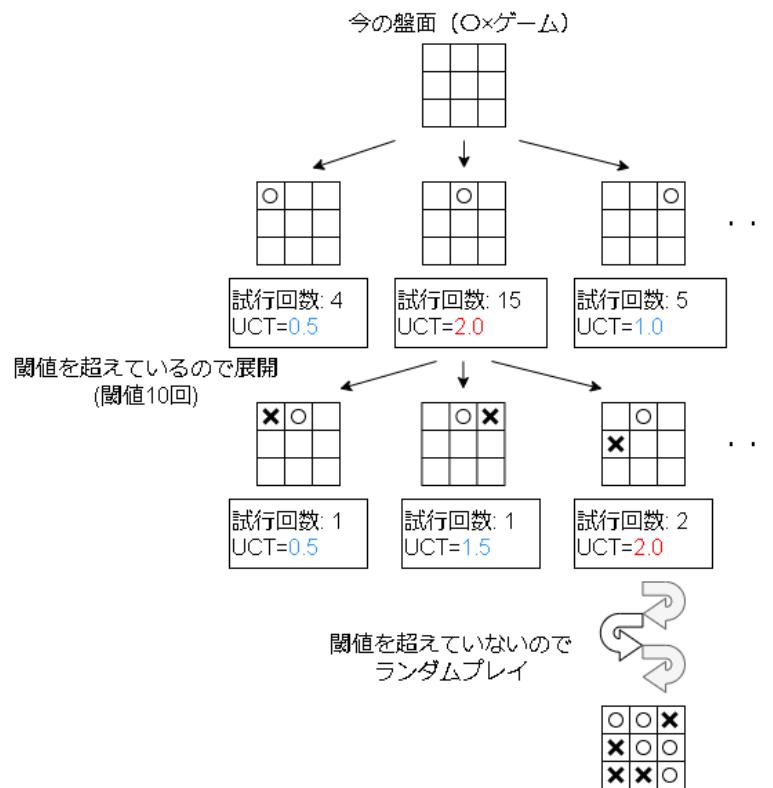 今の盤面（○×ゲーム）
○ ○ ○
. .
試行回数: 4 試行回数: 15 試行回数: 5
UCT=0.5 UCT=2.0 UCT=1.0
閾値を超えているので展開
(閾値10回)
× ○ ○ × ○
× . .
試行回数: 1 試行回数: 1 試行回数: 2
UCT=0.5 UCT=1.5 UCT=2.0
閾値を超えていないので
ランダムプレイ
○ ○ ×
× ○ ○
× × ○